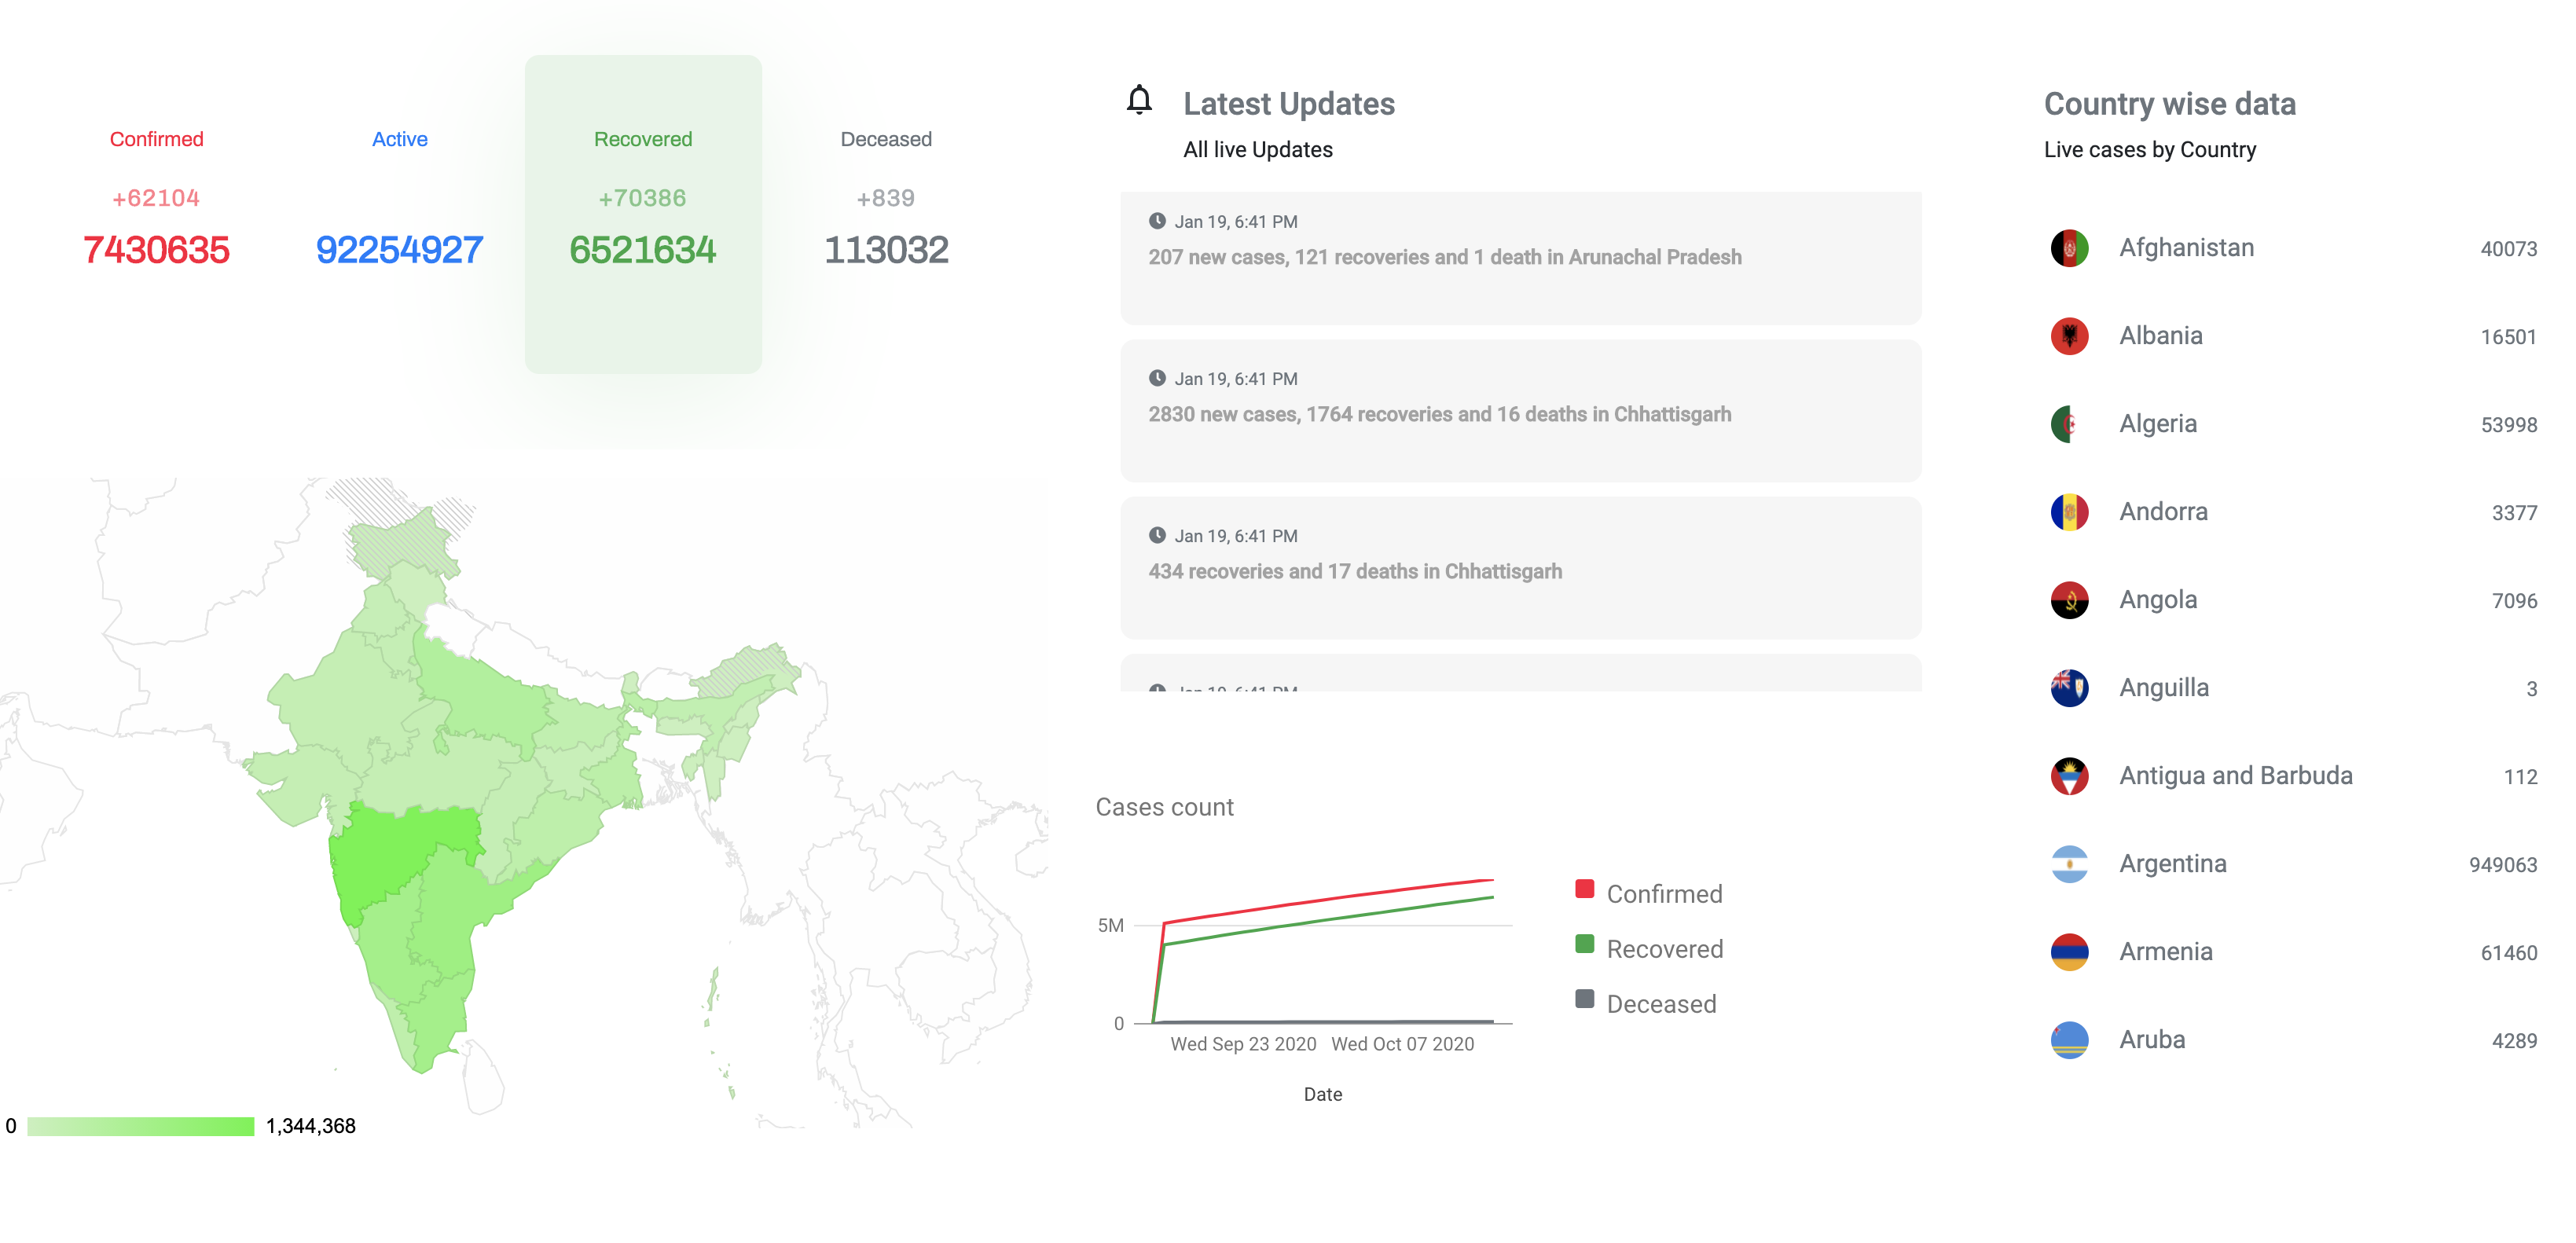 Confirmed
+62104
7430635
Active
92254927
Recovered
+70386
6521634
Deceased
+839
113032
0
1,344,368
Latest Updates
All live Updates
Jan 19, 6:41 PM
207 new cases, 121 recoveries and 1 death in Arunachal Pradesh
Jan 19, 6:41 PM
2830 new cases, 1764 recoveries and 16 deaths in Chhattisgarh
Jan 19, 6:41 PM
434 recoveries and 17 deaths in Chhattisgarh
Jan 19, 6:41 PM
Cases count
5M
0
Wed Sep 23 2020 Wed Oct 07 2020
Date
Confirmed
Recovered
Deceased
Country wise data
Live cases by Country
Afghanistan 40073
Albania 16501
Algeria 53998
Andorra 3377
Angola 7096
Anguilla 3
Antigua and Barbuda 112
Argentina 949063
Armenia 61460
Aruba 4289